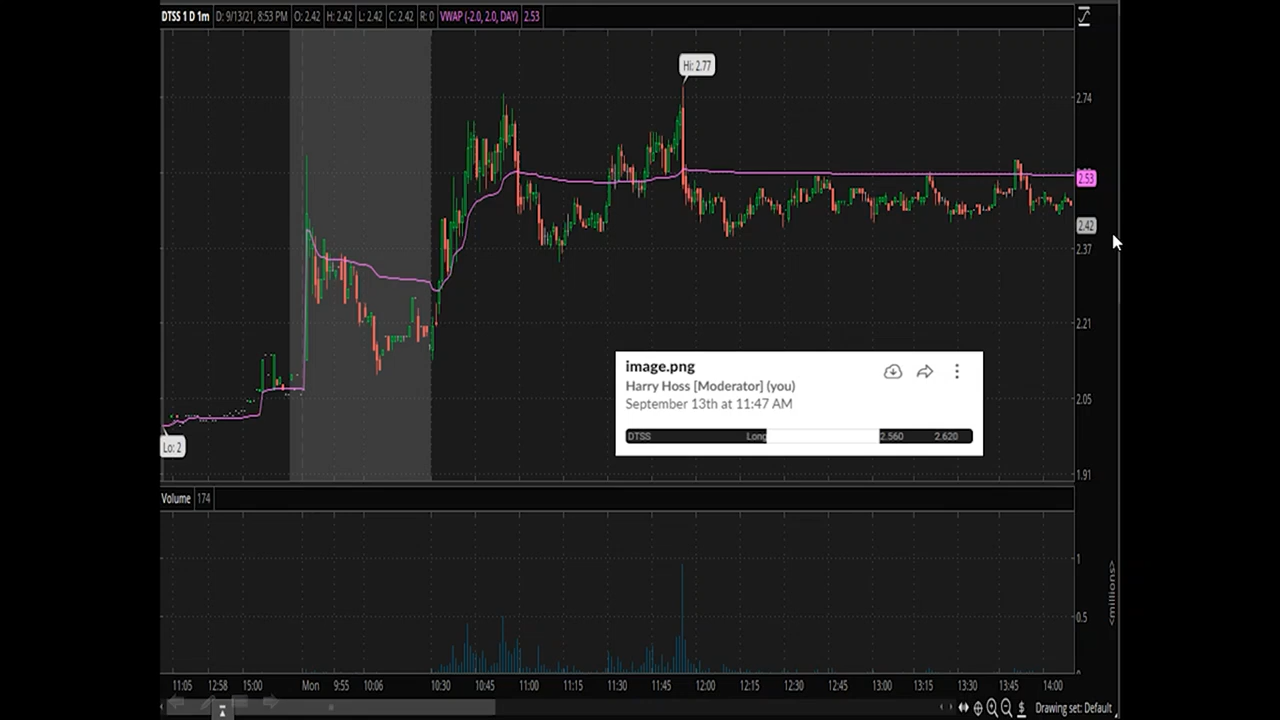 DTSS 1 D 1m D: 9/13/21, 8:53 PM O: 2.42 H: 2.42 L: 2.42 C: 2.42 R: 0 VWAP (-2.0, 2.0, DAY) 2.53
Hi: 2.77
2.74
2.53
2.42
2.37
2.21
2.05
1.91
Lo: 2
image.png
Harry Hoss [Moderator] (you)
September 13th at 11:47 AM
DTSS Long 2.560 2.620
Volume 174
1
0.5
<millions>
11:05 12:58 15:00 Mon 9:55 10:06 10:30 10:45 11:00 11:15 11:30 11:45 12:00 12:15 12:30 12:45 13:00 13:15 13:30 13:45 14:00
$ Drawing set: Default